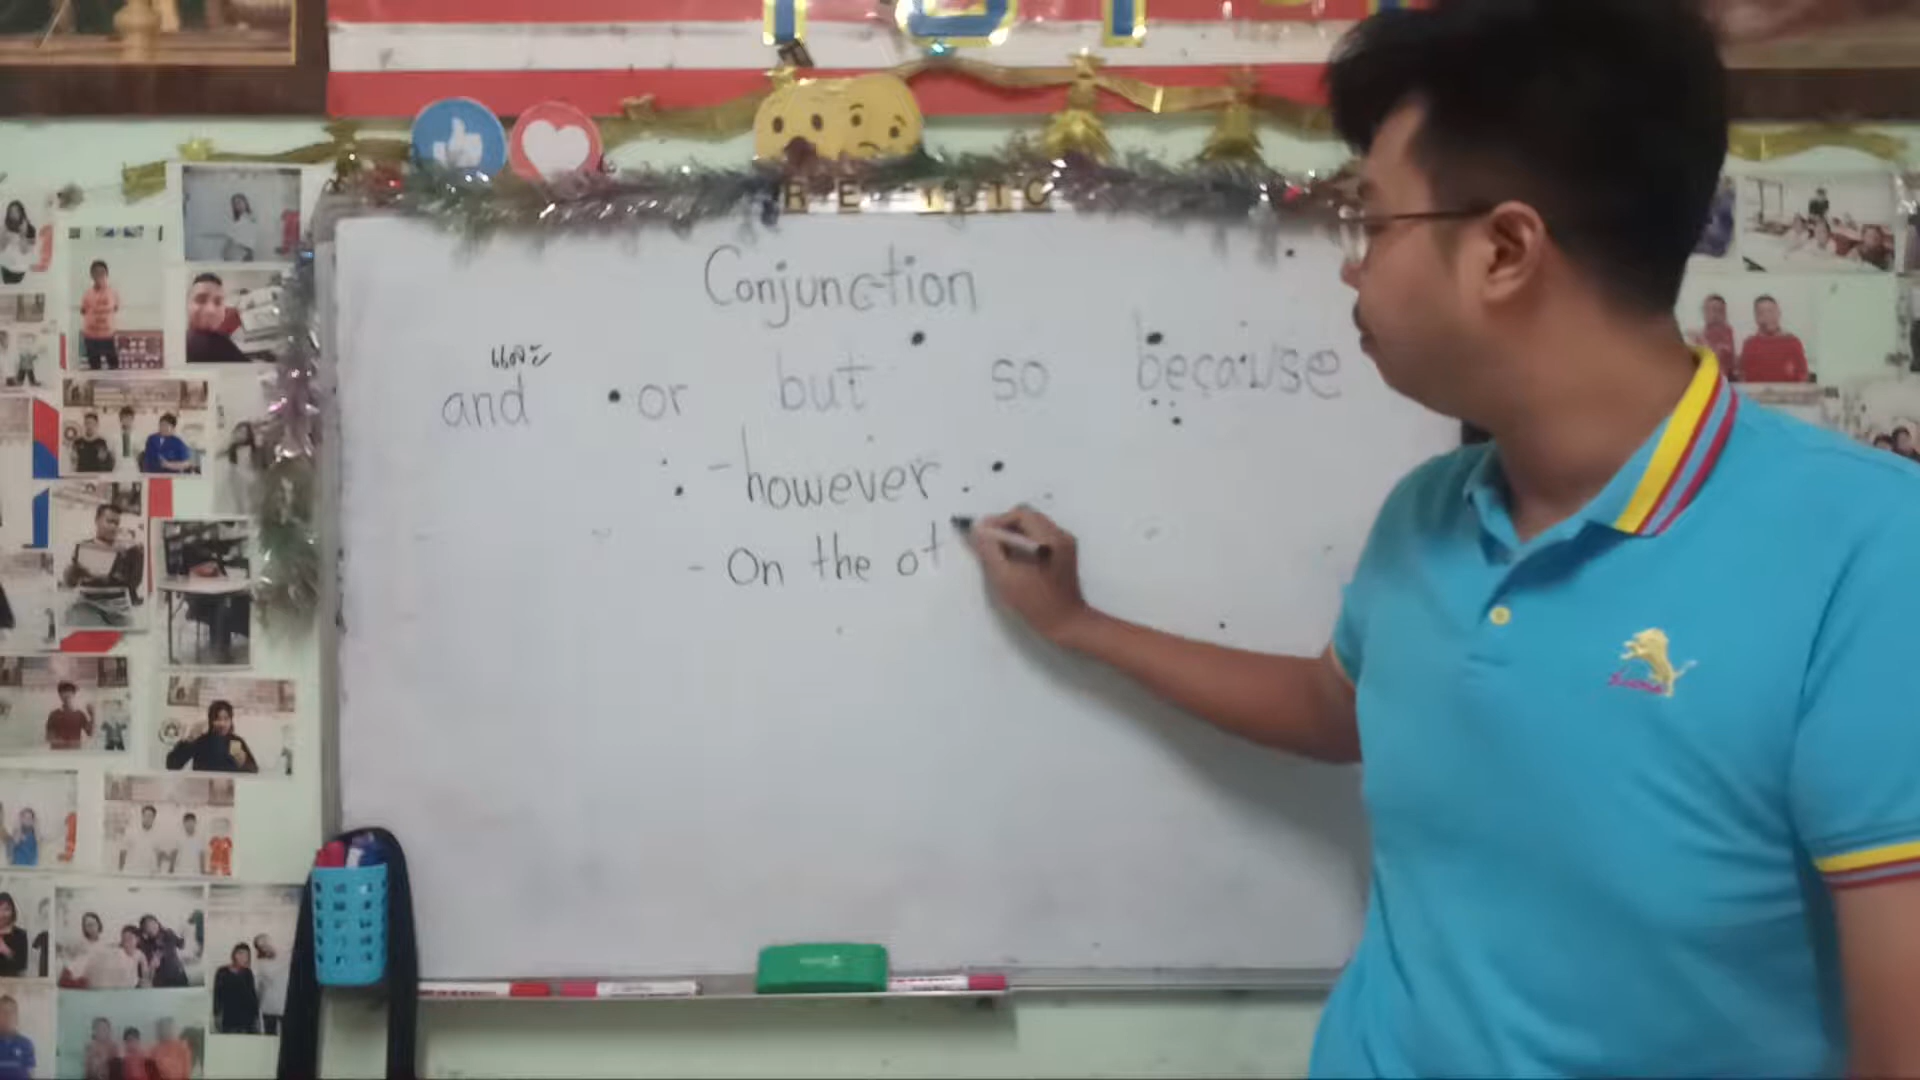 Conjunction
และ
and or but so because
- however
- On the ot